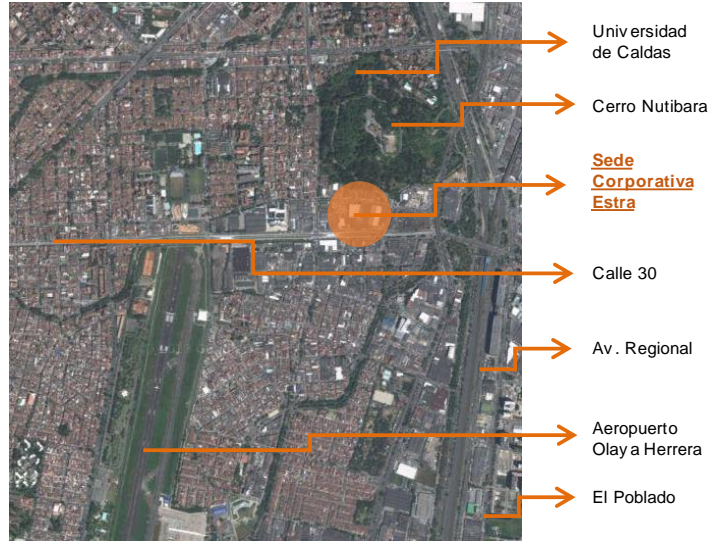 Universidad
de Caldas
Cerro Nutibara
Sede
Corporativa
Estra
Calle 30
Av. Regional
Aeropuerto
Olaya Herrera
El Poblado